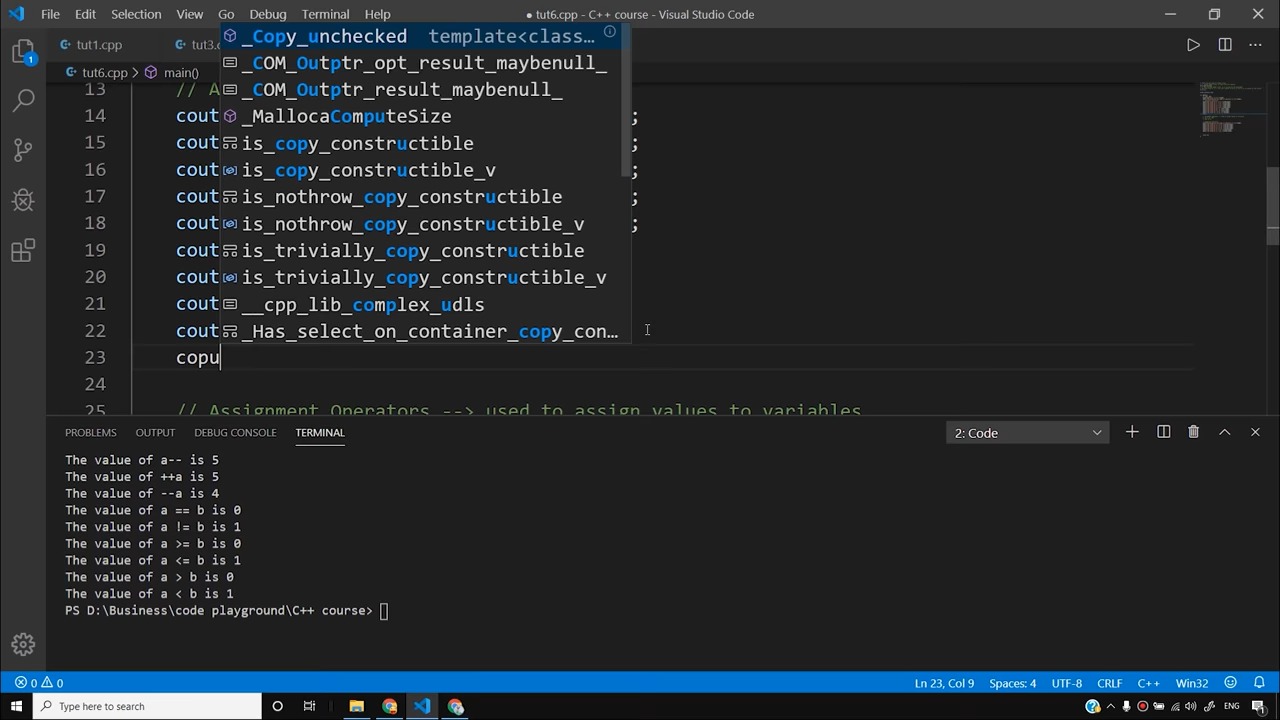 File Edit Selection View Go Debug Terminal Help ● tut6.cpp - C++ course - Visual Studio Code
tut1.cpp tut3.c
tut6.cpp > main()
_Copy_unchecked template<class…
_COM_Outptr_opt_result_maybenull_
_COM_Outptr_result_maybenull_
_MallocaComputeSize
is_copy_constructible
is_copy_constructible_v
is_nothrow_copy_constructible
is_nothrow_copy_constructible_v
is_trivially_copy_constructible
is_trivially_copy_constructible_v
__cpp_lib_complex_udls
_Has_select_on_container_copy_con…
13 // A
14 cout ;
15 cout ;
16 cout ;
17 cout ;
18 cout ;
19 cout
20 cout
21 cout
22 cout
23 copu
24
25 // Assignment Operators --> used to assign values to variables
PROBLEMS OUTPUT DEBUG CONSOLE TERMINAL 2: Code
The value of a-- is 5
The value of ++a is 5
The value of --a is 4
The value of a == b is 0
The value of a != b is 1
The value of a >= b is 0
The value of a <= b is 1
The value of a > b is 0
The value of a < b is 1
PS D:\Business\code playground\C++ course>
0 0 Ln 23, Col 9 Spaces: 4 UTF-8 CRLF C++ Win32
Type here to search ENG